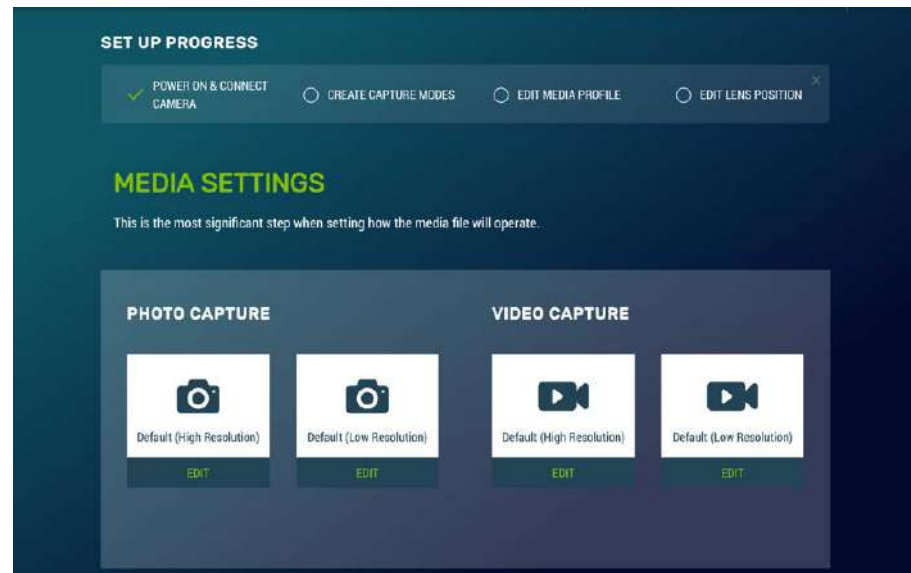 SET UP PROGRESS
POWER ON & CONNECT
CAMERA
CREATE CAPTURE MODES
EDIT MEDIA PROFILE
EDIT LENS POSITION
X
MEDIA SETTINGS
This is the most significant step when setting how the media file will operate.
PHOTO CAPTURE
VIDEO CAPTURE
Default (High Resolution)
Default (Low Resolution)
Default (High Resolution)
Default (Low Resolution)
EDIT
EDIT
EDIT
EDIT